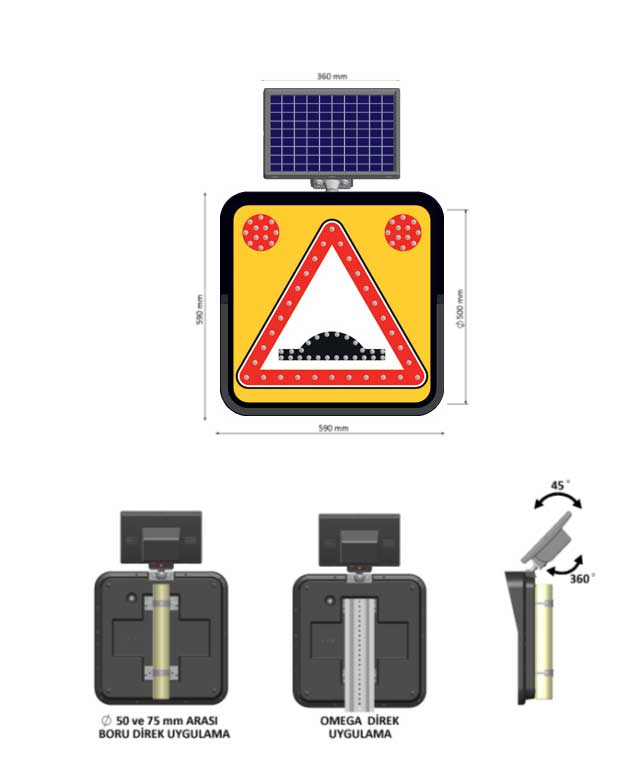 360 mm
590 mm
∅ 500 mm
590 mm
45°
360°
∅ 50 ve 75 mm ARASI
BORU DİREK UYGULAMA
OMEGA DİREK
UYGULAMA